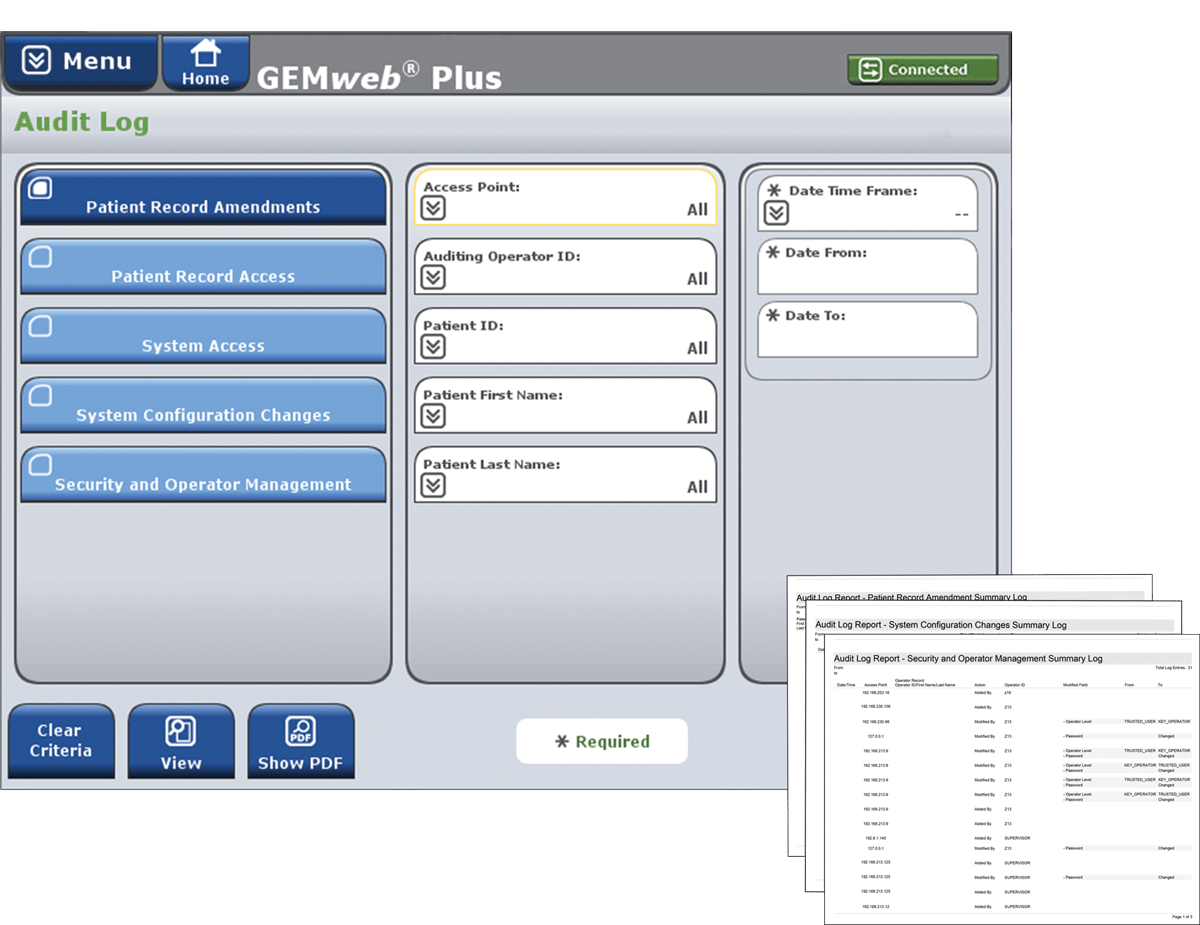 Menu
Home
GEMweb® Plus
Connected
Audit Log
Patient Record Amendments
Patient Record Access
System Access
System Configuration Changes
Security and Operator Management
Access Point:
All
Auditing Operator ID:
All
Patient ID:
All
Patient First Name:
All
Patient Last Name:
All
* Date Time Frame:
--
* Date From:
* Date To:
Clear
Criteria
View
PDF
Show PDF
* Required
Audit Log Report - Patient Record Amendment Summary Log
From
to
Audit Log Report - System Configuration Changes Summary Log
From
to
Audit Log Report - Security and Operator Management Summary Log
From
to
Total Log Entries: 31
Operator Record
Date/Time Access Point Operator ID/First Name/Last Name Action Operator ID Modified Field From To
192.168.203.16 Added By z16
192.168.230.106 Added By Z13
192.168.230.98 Modified By Z13 - Operator Level TRUSTED_USER KEY_OPERATOR
127.0.0.1 Modified By Z13 - Password Changed
192.168.213.9 Modified By Z13 - Operator Level TRUSTED_USER KEY_OPERATOR
- Password Changed
192.168.213.9 Modified By Z13 - Operator Level KEY_OPERATOR TRUSTED_USER
- Password Changed
192.168.213.9 Modified By Z13 - Operator Level TRUSTED_USER KEY_OPERATOR
- Password Changed
192.168.213.9 Modified By Z13 - Operator Level KEY_OPERATOR TRUSTED_USER
- Password Changed
192.168.213.9 Added By Z13
192.168.213.9 Added By Z13
192.6.1.140 Added By SUPERVISOR
127.0.0.1 Modified By Z13 - Password Changed
192.168.213.125 Added By SUPERVISOR
192.168.213.125 Modified By SUPERVISOR - Password Changed
192.168.213.125 Added By SUPERVISOR
192.168.213.12 Added By SUPERVISOR
Page 1 of 3